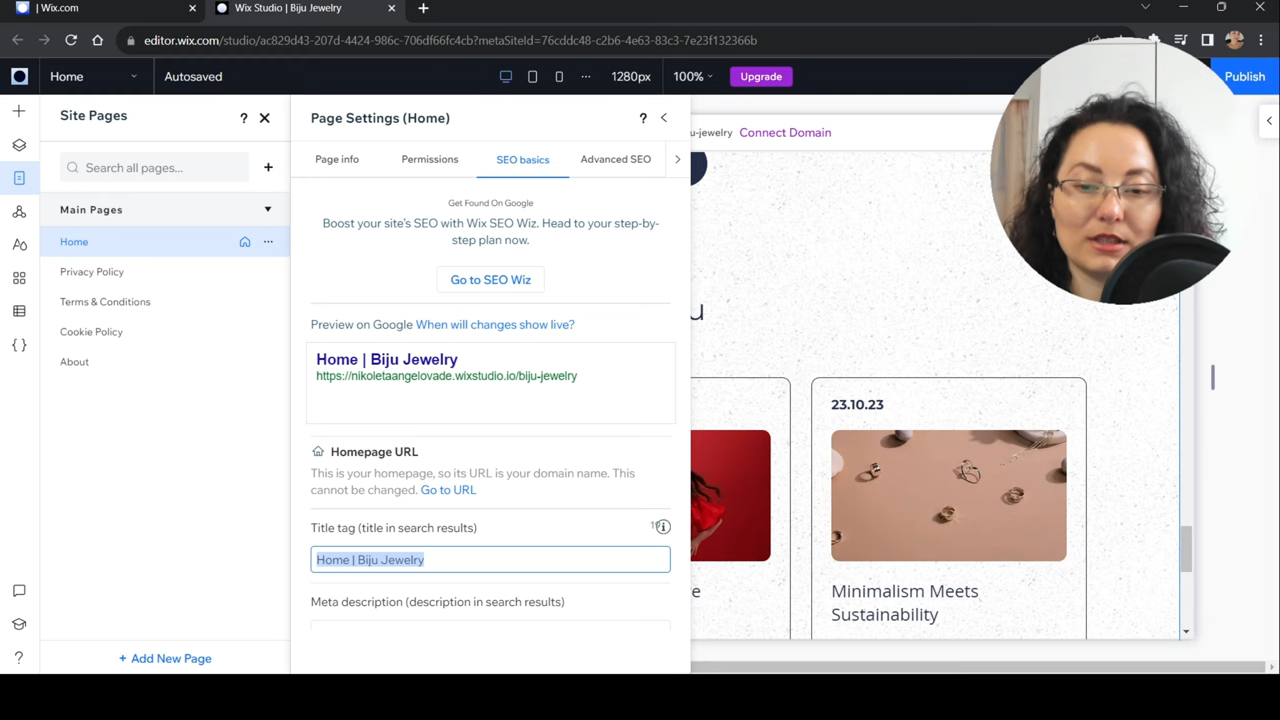 | Wix.com
Wix Studio | Biju Jewelry
editor.wix.com/studio/ac829d43-207d-4424-986c-706df66fc4cb?metaSiteId=76cddc48-c2b6-4e63-83c3-7e23f132366b
Home
Autosaved
1280px
100%
Upgrade
Publish
Site Pages
?
Page Settings (Home)
?
u-jewelry
Connect Domain
Search all pages...
Page info
Permissions
SEO basics
Advanced SEO
Main Pages
Home
Privacy Policy
Terms & Conditions
Cookie Policy
About
+ Add New Page
Get Found On Google
Boost your site's SEO with Wix SEO Wiz. Head to your step-by-
step plan now.
Go to SEO Wiz
Preview on Google When will changes show live?
Home | Biju Jewelry
https://nikoletaangelovade.wixstudio.io/biju-jewelry
Homepage URL
This is your homepage, so its URL is your domain name. This
cannot be changed. Go to URL
Title tag (title in search results)
Home | Biju Jewelry
Meta description (description in search results)
u
23.10.23
e
Minimalism Meets
Sustainability